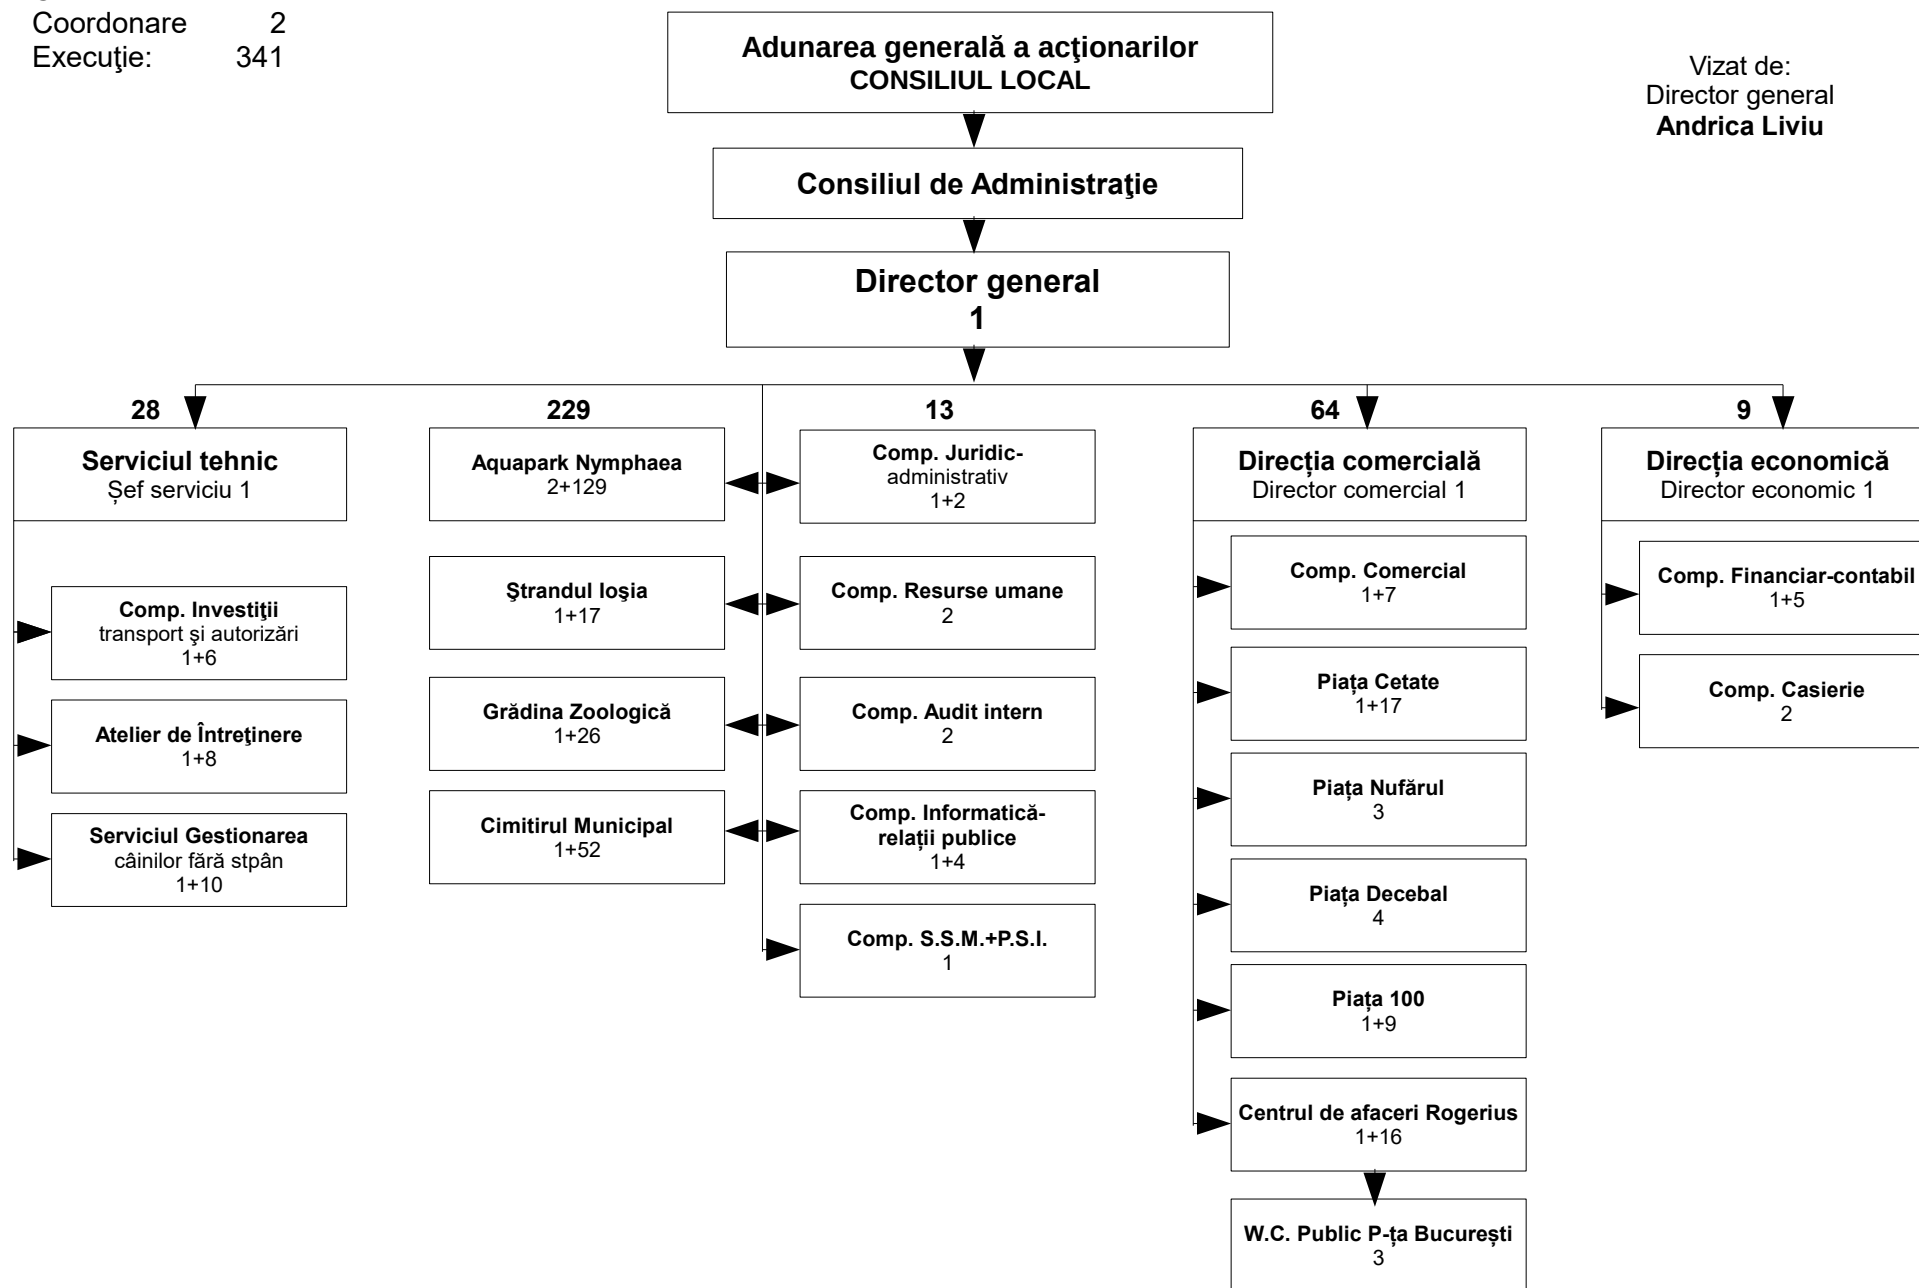 Coordonare 2
Execuţie: 341
Adunarea generală a acţionarilor
CONSILIUL LOCAL
Vizat de:
Director general
Andrica Liviu
Consiliul de Administraţie
Director general
1
28
Serviciul tehnic
Șef serviciu 1
Comp. Investiţii
transport şi autorizări
1+6
Atelier de Întreţinere
1+8
Serviciul Gestionarea
câinilor fără stpân
1+10
229
Aquapark Nymphaea
2+129
Ştrandul Ioşia
1+17
Grădina Zoologică
1+26
Cimitirul Municipal
1+52
13
Comp. Juridic-
administrativ
1+2
Comp. Resurse umane
2
Comp. Audit intern
2
Comp. Informatică-
relații publice
1+4
Comp. S.S.M.+P.S.I.
1
64
Direcția comercială
Director comercial 1
Comp. Comercial
1+7
Piața Cetate
1+17
Piața Nufărul
3
Piața Decebal
4
Piața 100
1+9
Centrul de afaceri Rogerius
1+16
W.C. Public P-ța București
3
9
Direcția economică
Director economic 1
Comp. Financiar-contabil
1+5
Comp. Casierie
2